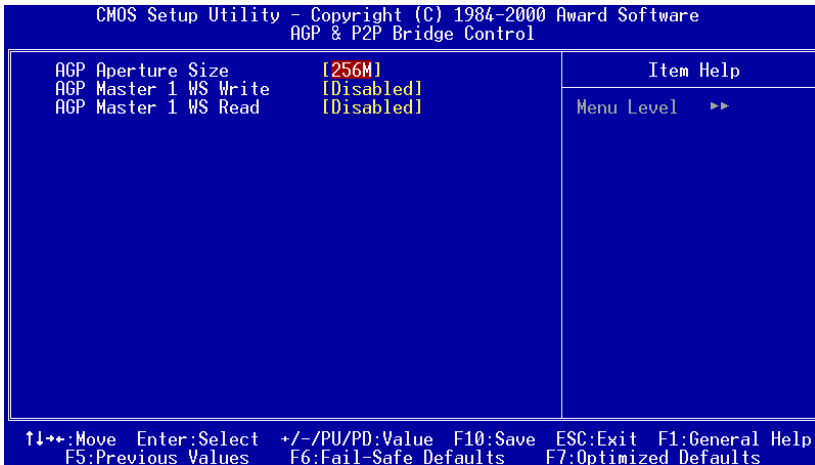 CMOS Setup Utility - Copyright (C) 1984-2000 Award Software
AGP & P2P Bridge Control
AGP Aperture Size [256M]
AGP Master 1 WS Write [Disabled]
AGP Master 1 WS Read [Disabled]
Item Help
Menu Level ►►
↑↓→←:Move Enter:Select +/-/PU/PD:Value F10:Save ESC:Exit F1:General Help
F5:Previous Values F6:Fail-Safe Defaults F7:Optimized Defaults